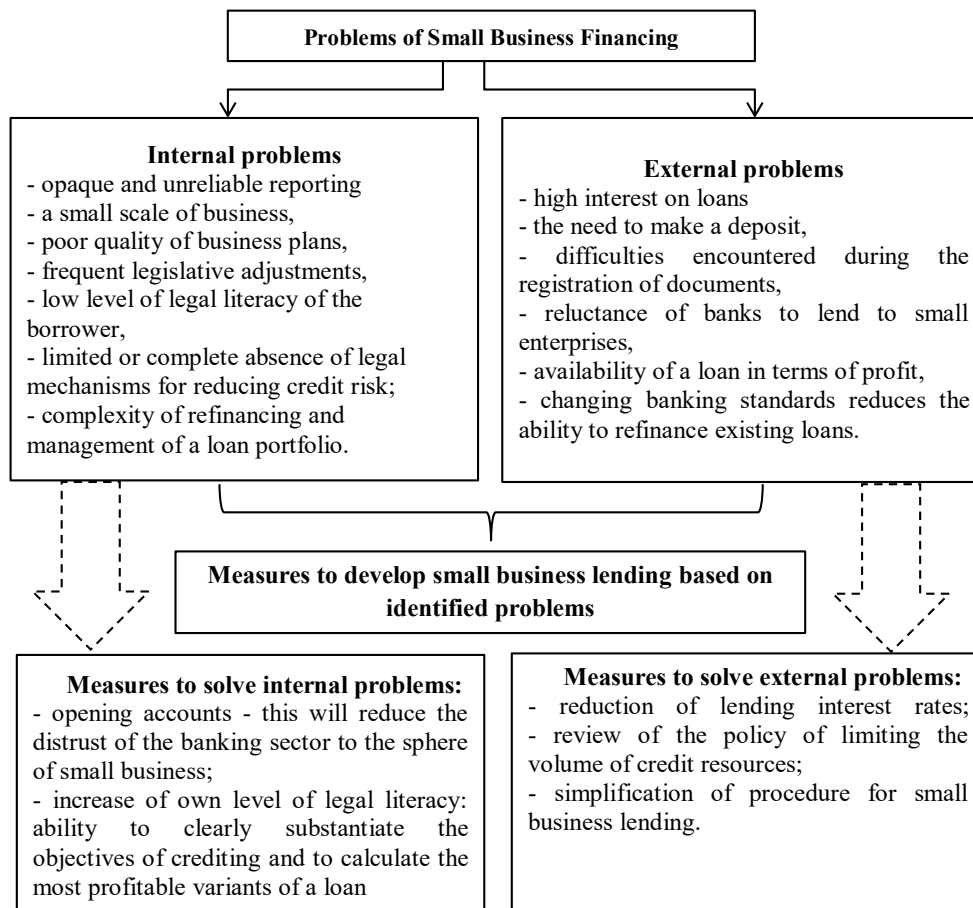 Problems of Small Business Financing
Internal problems
- opaque and unreliable reporting
- a small scale of business,
- poor quality of business plans,
- frequent legislative adjustments,
- low level of legal literacy of the
borrower,
- limited or complete absence of legal
mechanisms for reducing credit risk;
- complexity of refinancing and
management of a loan portfolio.
External problems
- high interest on loans
- the need to make a deposit,
- difficulties encountered during the
registration of documents,
- reluctance of banks to lend to small
enterprises,
- availability of a loan in terms of profit,
- changing banking standards reduces the
ability to refinance existing loans.
Measures to develop small business lending based on
identified problems
Measures to solve internal problems:
- opening accounts - this will reduce the
distrust of the banking sector to the sphere
of small business;
- increase of own level of legal literacy:
ability to clearly substantiate the
objectives of crediting and to calculate the
most profitable variants of a loan
Measures to solve external problems:
- reduction of lending interest rates;
- review of the policy of limiting the
volume of credit resources;
- simplification of procedure for small
business lending.